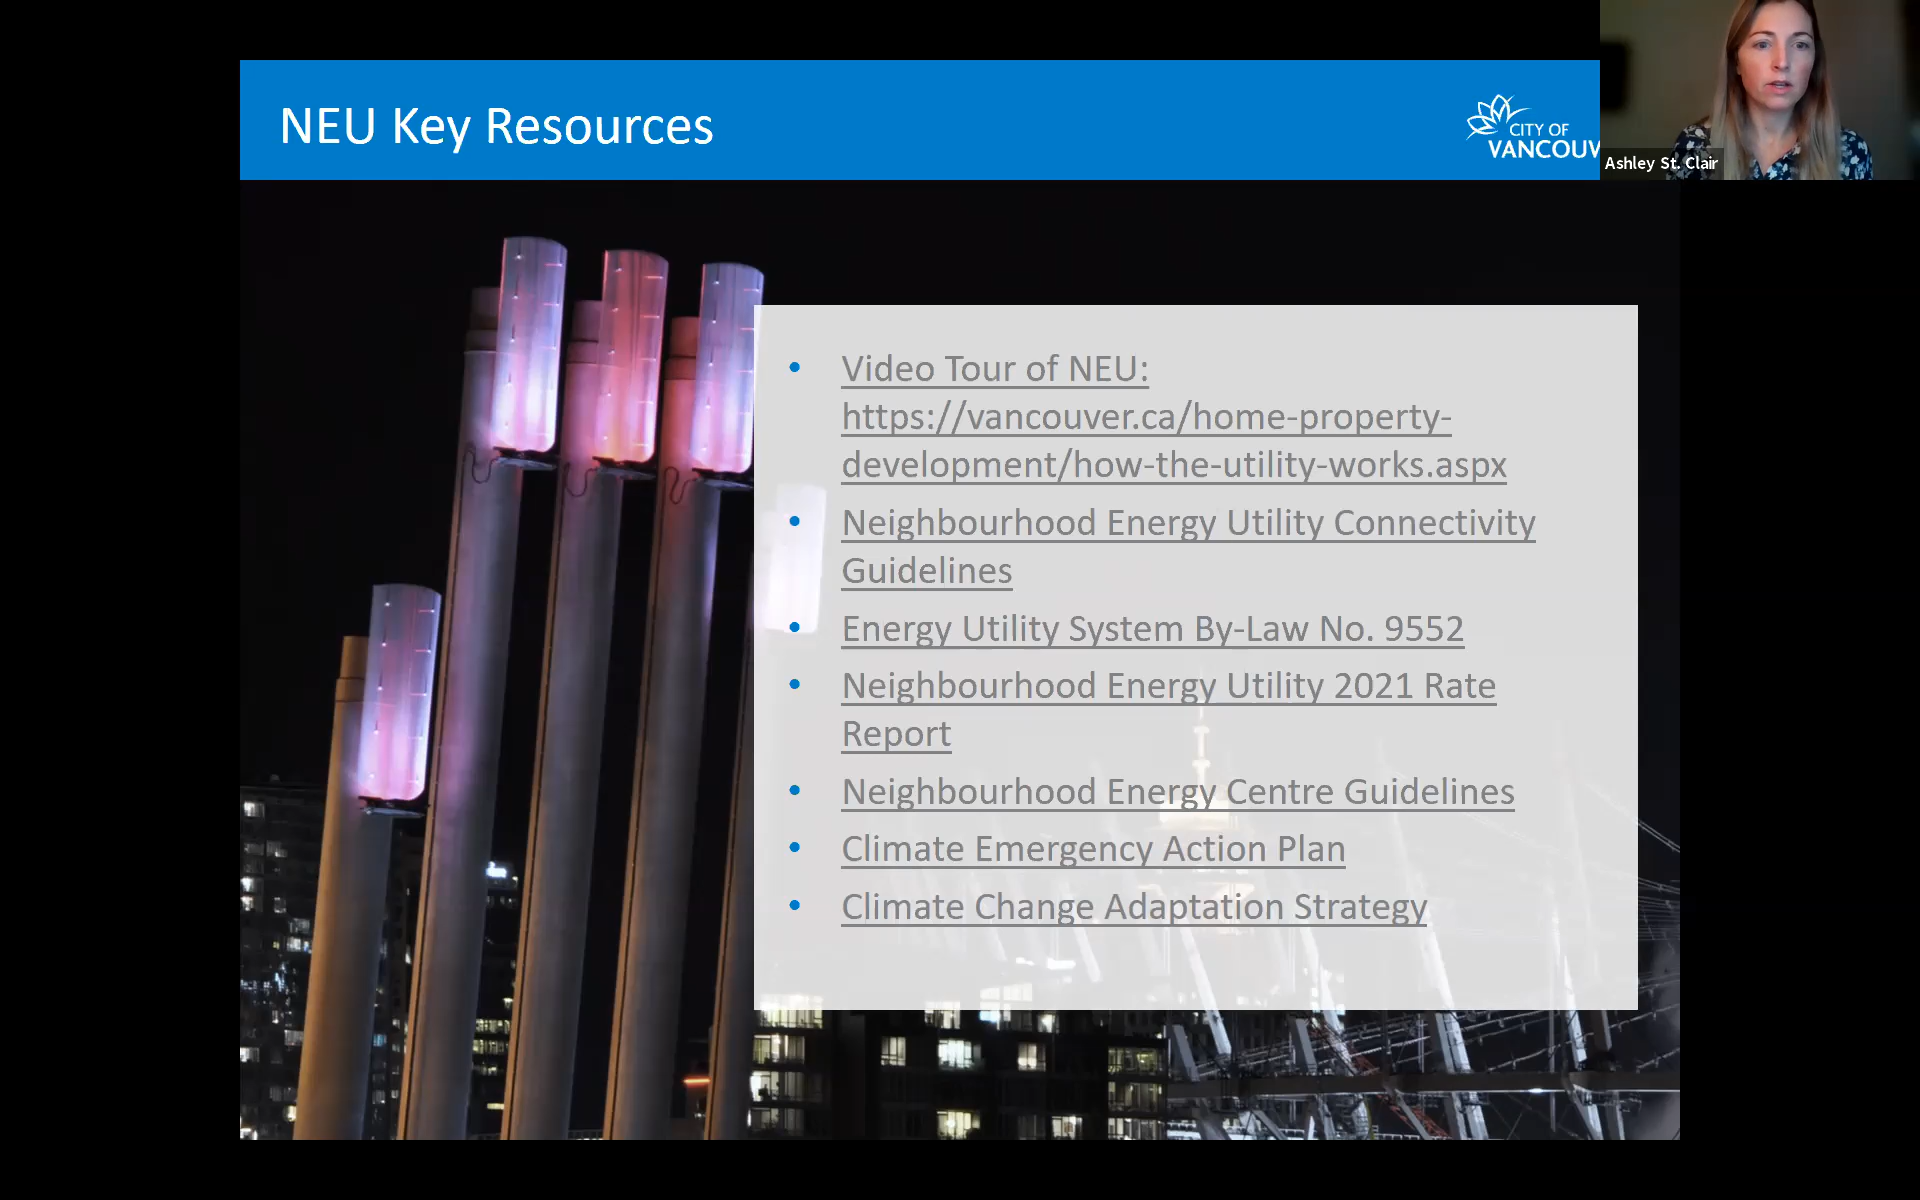 NEU Key Resources
CITY OF
VANCOUV
Ashley St. Clair
• Video Tour of NEU:
https://vancouver.ca/home-property-
development/how-the-utility-works.aspx
• Neighbourhood Energy Utility Connectivity
Guidelines
• Energy Utility System By-Law No. 9552
• Neighbourhood Energy Utility 2021 Rate
Report
• Neighbourhood Energy Centre Guidelines
• Climate Emergency Action Plan
• Climate Change Adaptation Strategy